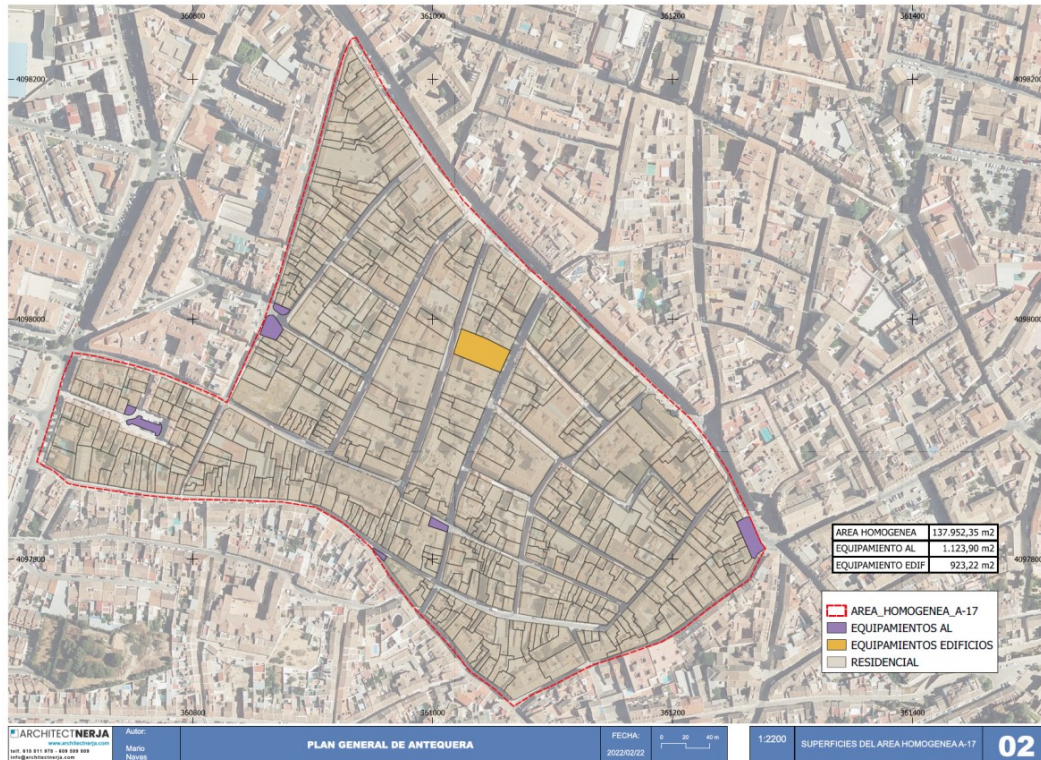 360800
361000
361200
361400
4098200
4098200
4098000
4098000
4097800
4097800
AREA HOMOGENEA 137.952,35 m2
EQUIPAMIENTO AL 1.123,90 m2
EQUIPAMIENTO EDIF 923,22 m2
AREA_HOMOGENEA_A-17
EQUIPAMIENTOS AL
EQUIPAMIENTOS EDIFICIOS
RESIDENCIAL
360800
361000
361200
361400
ARCHITECTNERJA
www.architectnerja.com
info@architectnerja.com
Autor:
Mario
Navas
PLAN GENERAL DE ANTEQUERA
FECHA:
2022/02/22
0 20 40 m
1:2200
SUPERFICIES DEL AREA HOMOGENEA A-17
02